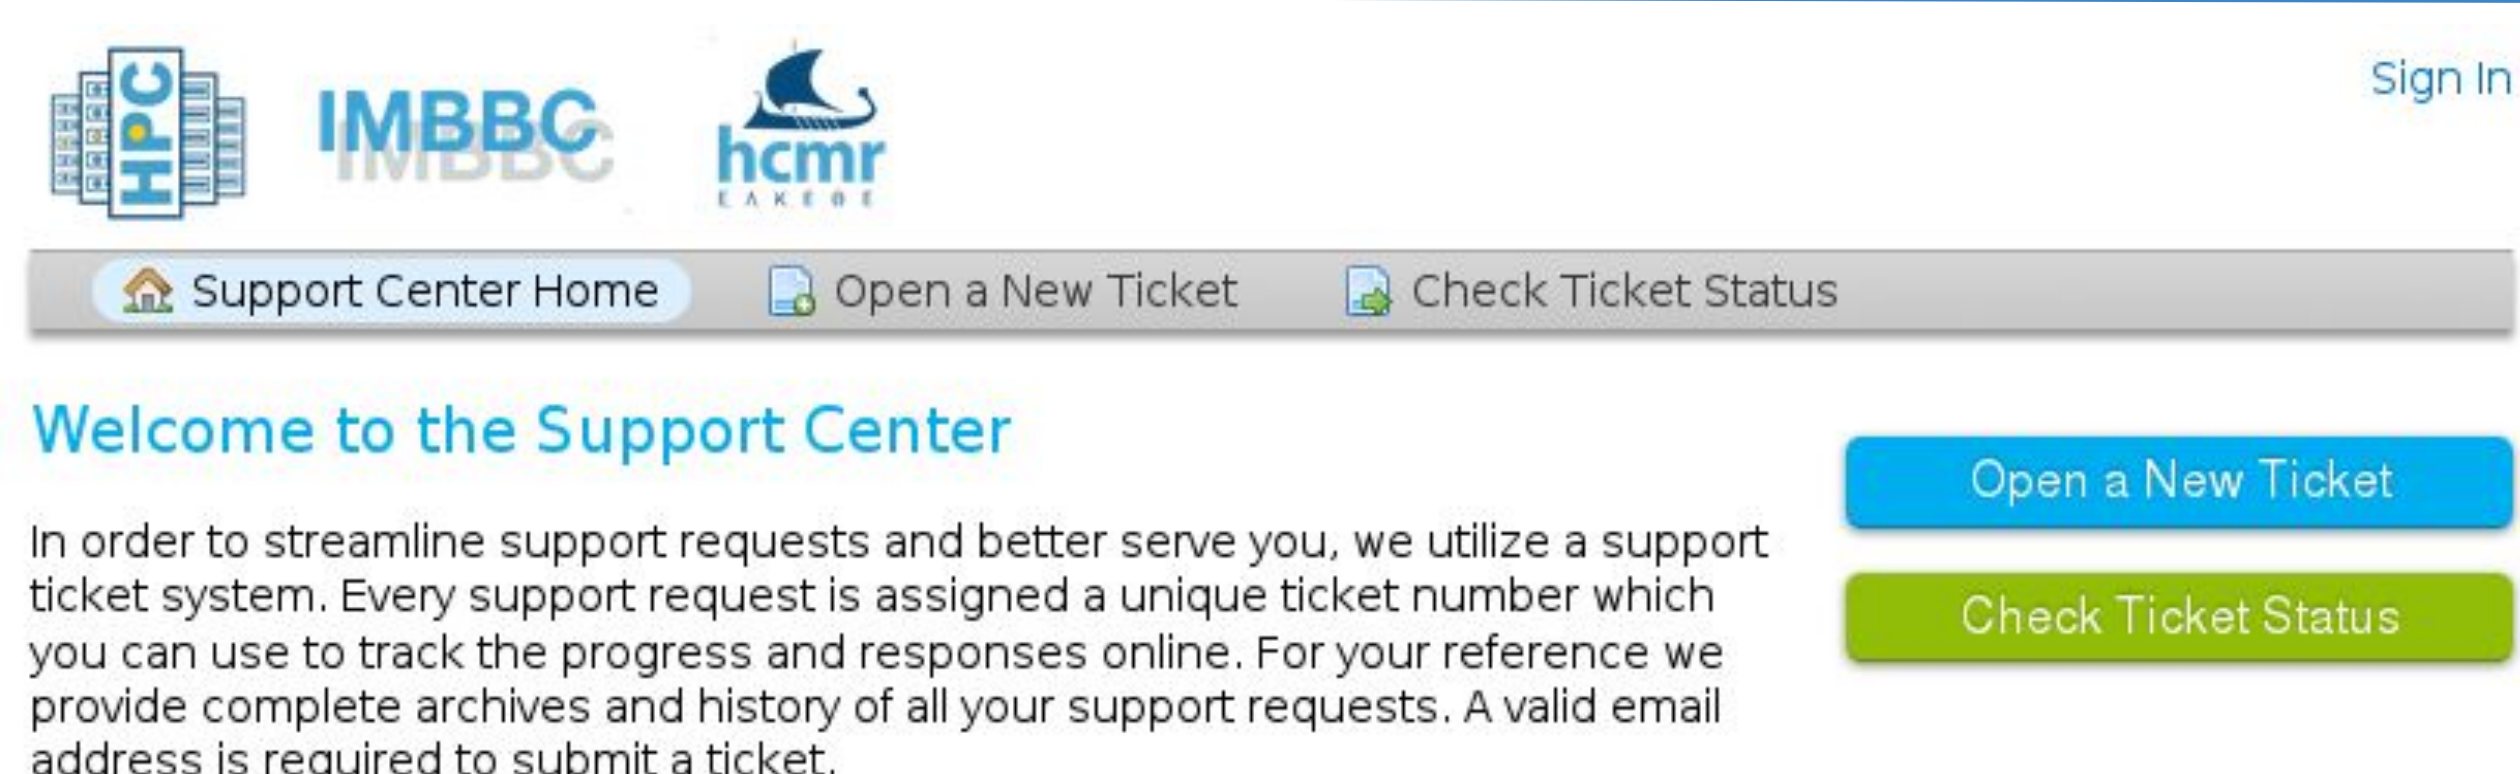 HPC
IMBBC
hcmr
ΕΛΚΕΘΕ
Sign In
Support Center Home
Open a New Ticket
Check Ticket Status
Welcome to the Support Center
Open a New Ticket
Check Ticket Status
In order to streamline support requests and better serve you, we utilize a support
ticket system. Every support request is assigned a unique ticket number which
you can use to track the progress and responses online. For your reference we
provide complete archives and history of all your support requests. A valid email
address is required to submit a ticket.